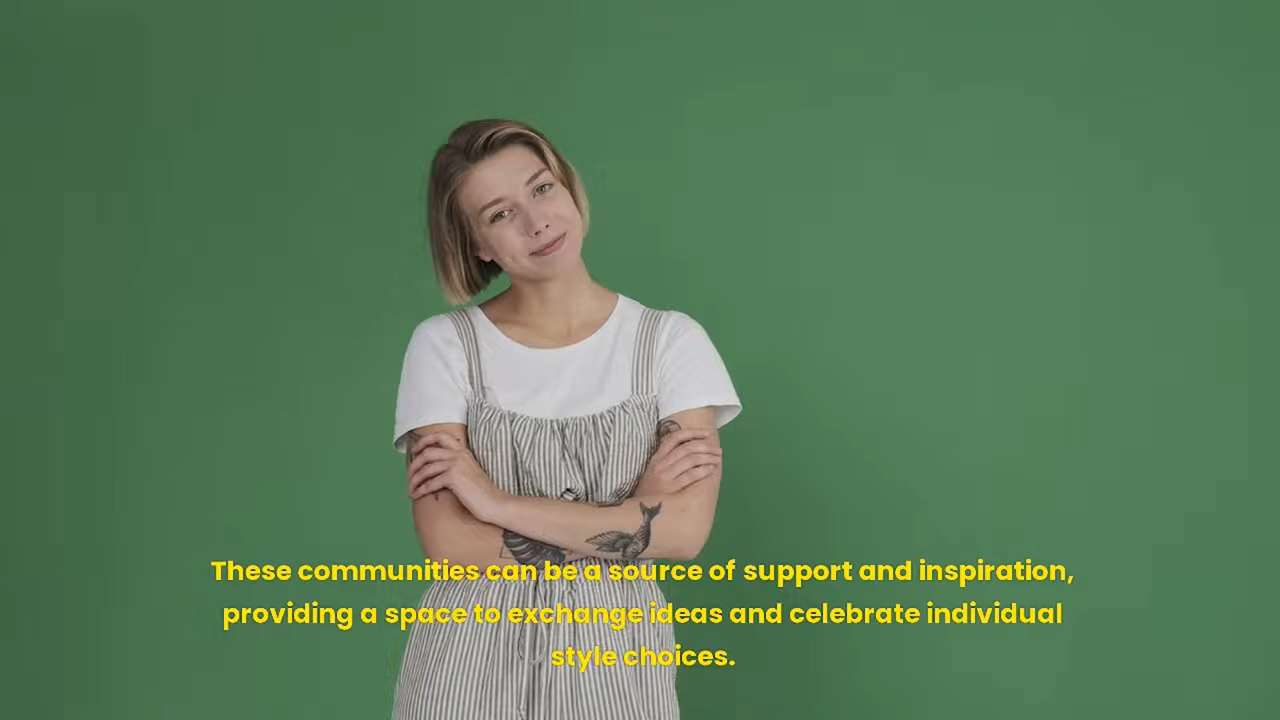 These communities can be a source of support and inspiration,
providing a space to exchange ideas and celebrate individual
style choices.